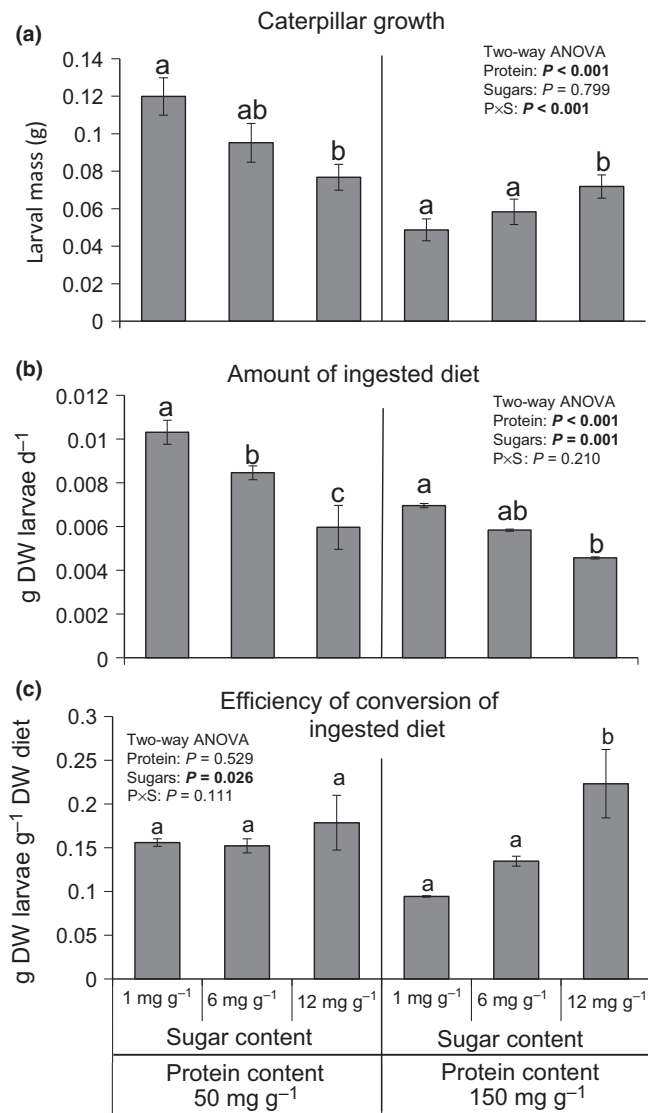 (a)
Caterpillar growth
Two-way ANOVA
Protein: P < 0.001
Sugars: P = 0.799
P×S: P < 0.001
Larval mass (g)
0.14
0.12
0.1
0.08
0.06
0.04
0.02
0
a
ab
b
a
a
b
(b)
Amount of ingested diet
Two-way ANOVA
Protein: P < 0.001
Sugars: P = 0.001
P×S: P = 0.210
g DW larvae d⁻¹
0.012
0.01
0.008
0.006
0.004
0.002
0
a
b
c
a
ab
b
(c)
Efficiency of conversion of
ingested diet
Two-way ANOVA
Protein: P = 0.529
Sugars: P = 0.026
P×S: P = 0.111
g DW larvae g⁻¹ DW diet
0.3
0.25
0.2
0.15
0.1
0.05
0
a
a
a
a
a
b
1 mg g⁻¹ 6 mg g⁻¹ 12 mg g⁻¹ 1 mg g⁻¹ 6 mg g⁻¹ 12 mg g⁻¹
Sugar content Sugar content
Protein content Protein content
50 mg g⁻¹ 150 mg g⁻¹